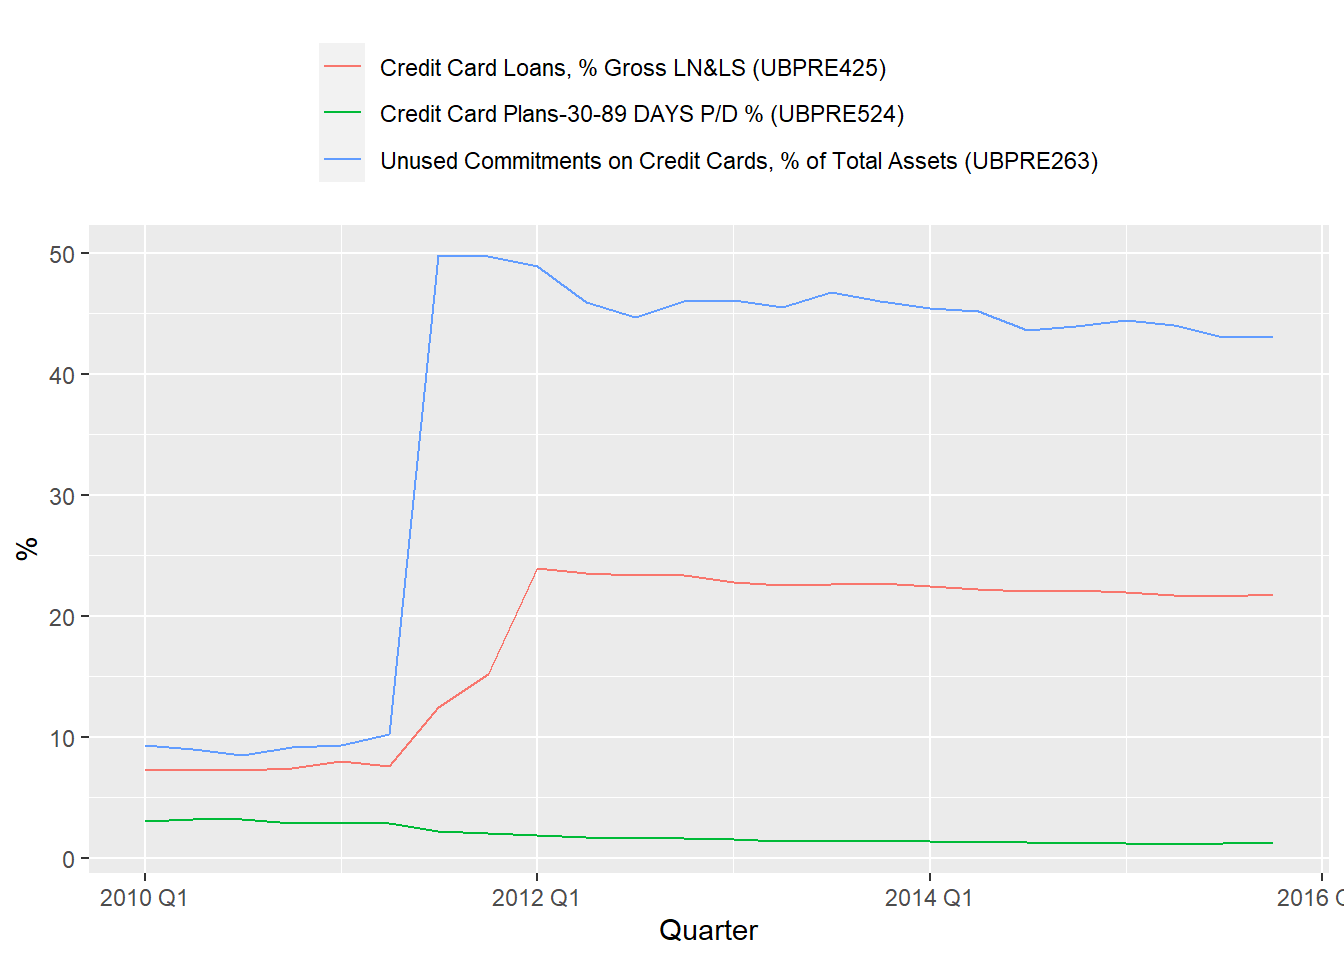 Credit Card Loans, % Gross LN&LS (UBPRE425)
Credit Card Plans-30-89 DAYS P/D % (UBPRE524)
Unused Commitments on Credit Cards, % of Total Assets (UBPRE263)
50
40
30
20
10
0
%
2010 Q1 2012 Q1 2014 Q1 2016
Quarter